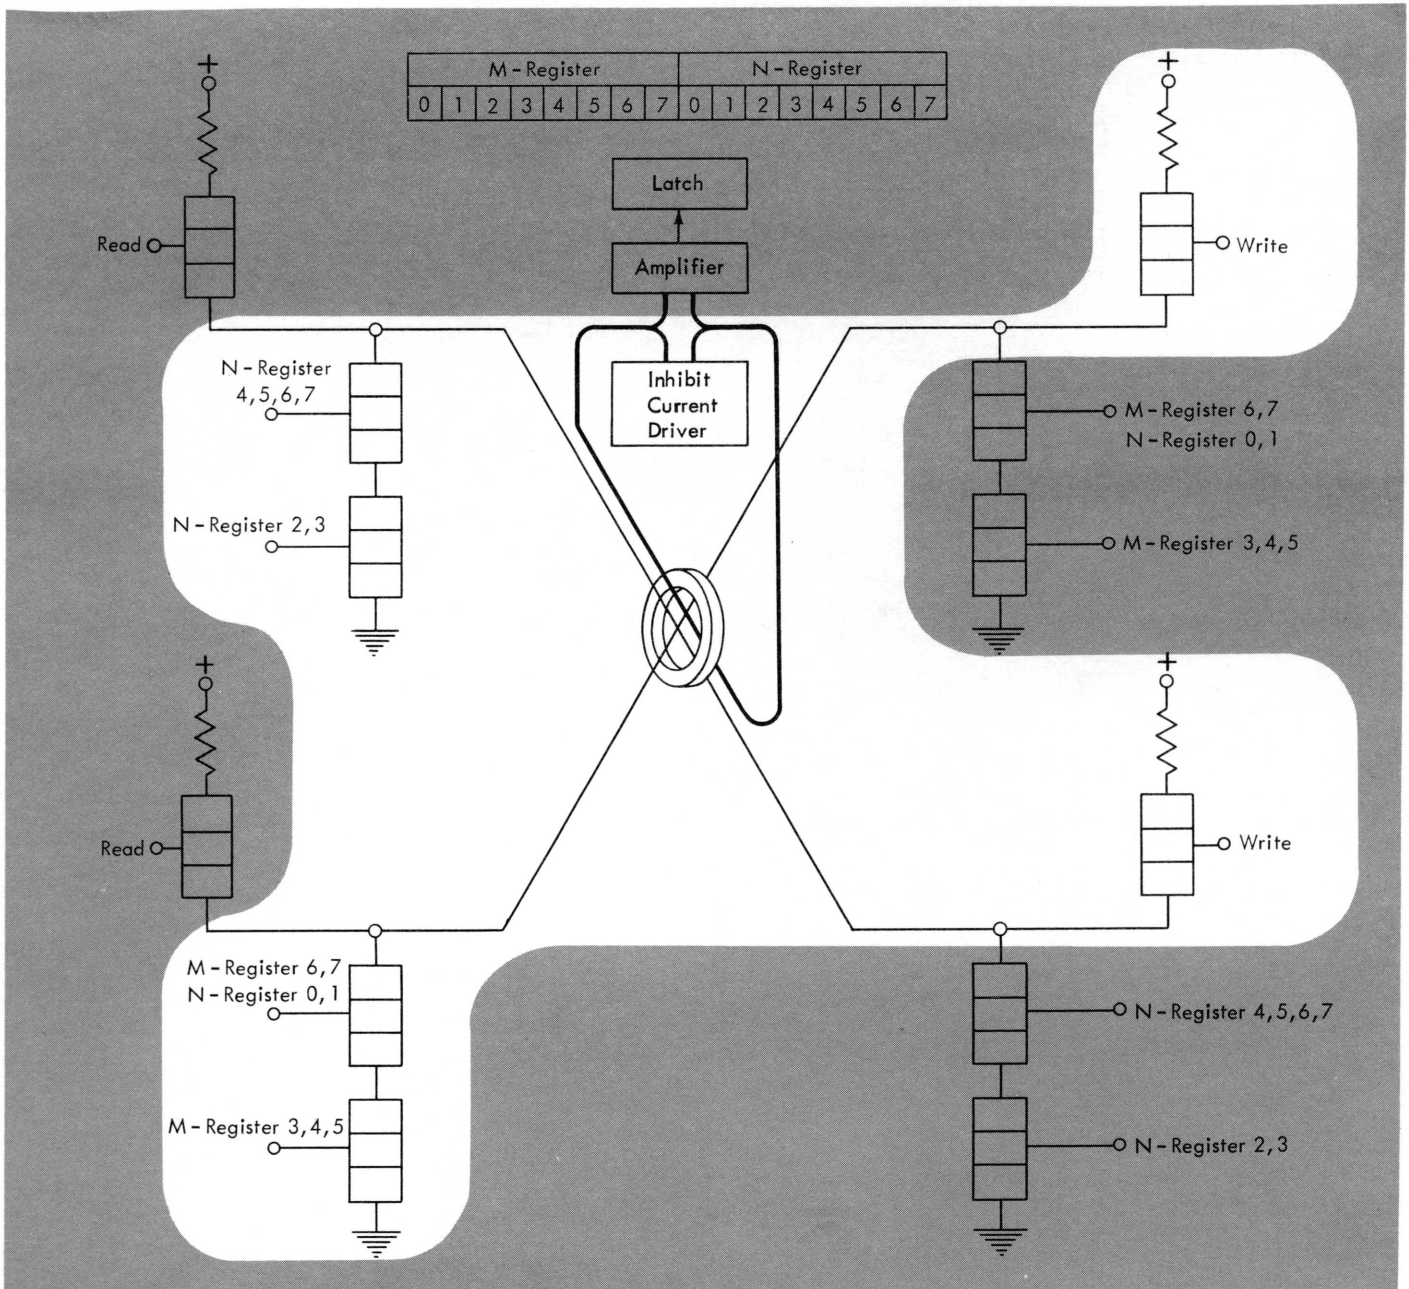 M-Register N-Register
0 1 2 3 4 5 6 7 0 1 2 3 4 5 6 7
+
+
Latch
Read
Amplifier
Write
N-Register
4,5,6,7
Inhibit
Current
Driver
M-Register 6,7
N-Register 0,1
N-Register 2,3
M-Register 3,4,5
+
+
Read
Write
M-Register 6,7
N-Register 0,1
N-Register 4,5,6,7
M-Register 3,4,5
N-Register 2,3